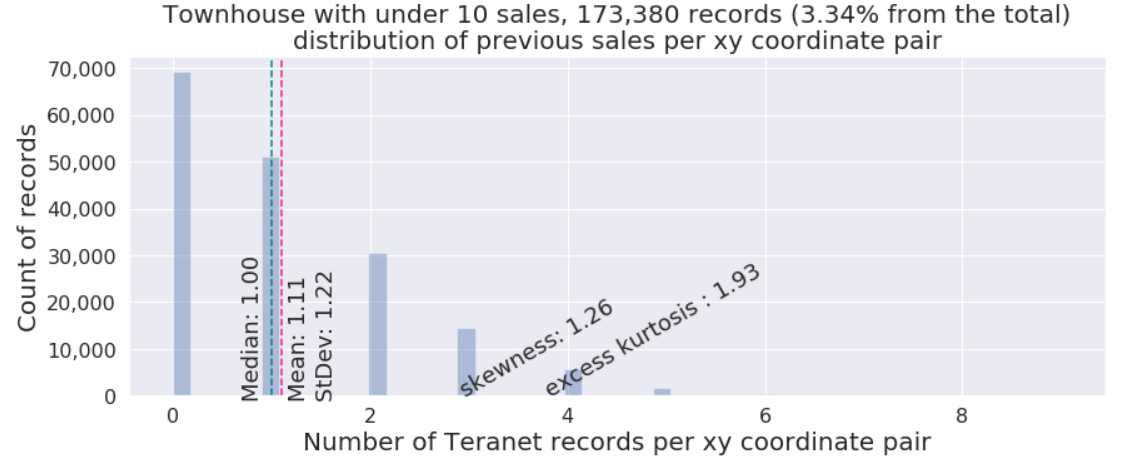 Townhouse with under 10 sales, 173,380 records (3.34% from the total)
distribution of previous sales per xy coordinate pair
Count of records
70,000
60,000
50,000
40,000
30,000
20,000
10,000
0
Median: 1.00
Mean: 1.11
StDev: 1.22
skewness: 1.26
excess kurtosis : 1.93
0 2 4 6 8
Number of Teranet records per xy coordinate pair